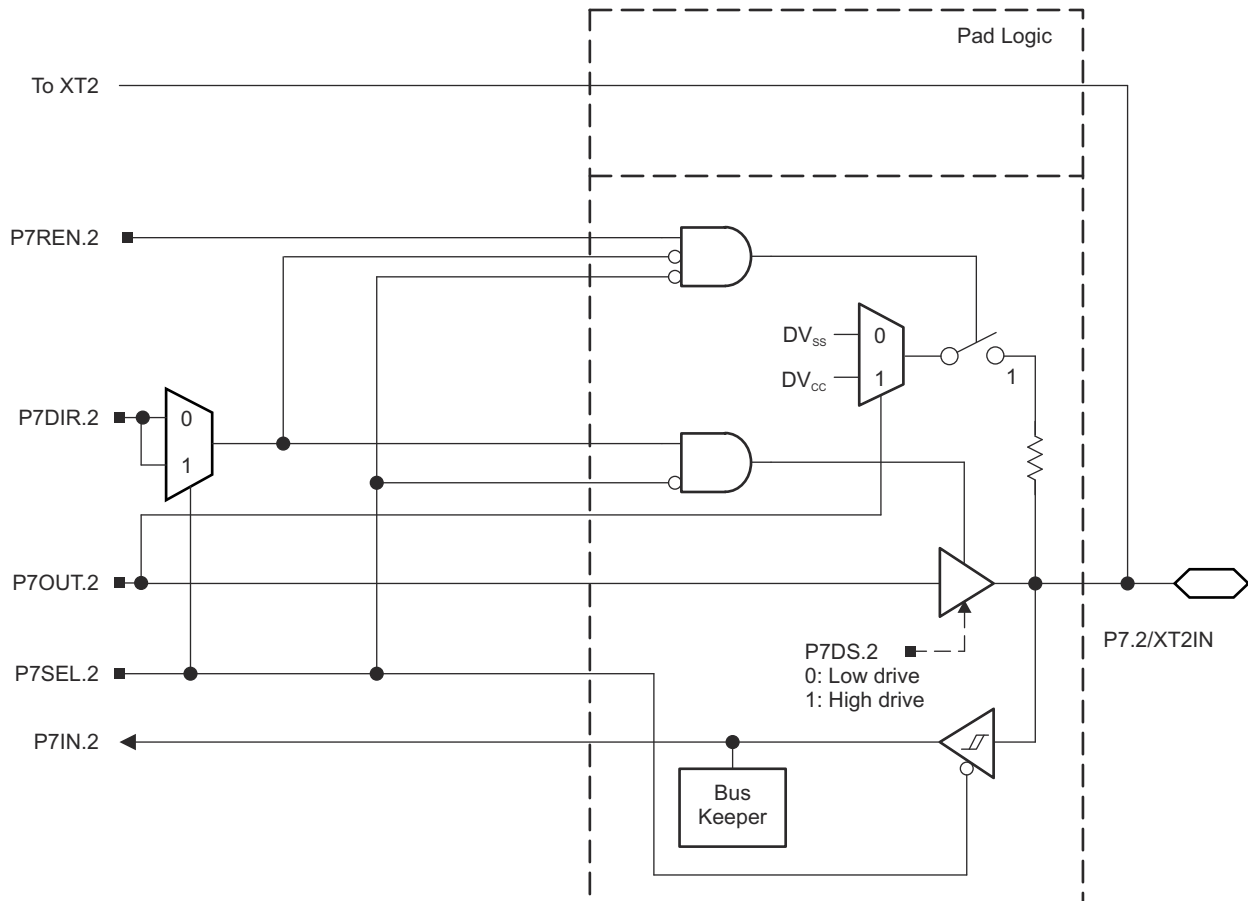 Pad Logic
To XT2
P7REN.2
DVSS
0
DVCC
1
1
P7DIR.2
0
1
P7OUT.2
P7DS.2
0: Low drive
1: High drive
P7.2/XT2IN
P7SEL.2
P7IN.2
Bus
Keeper